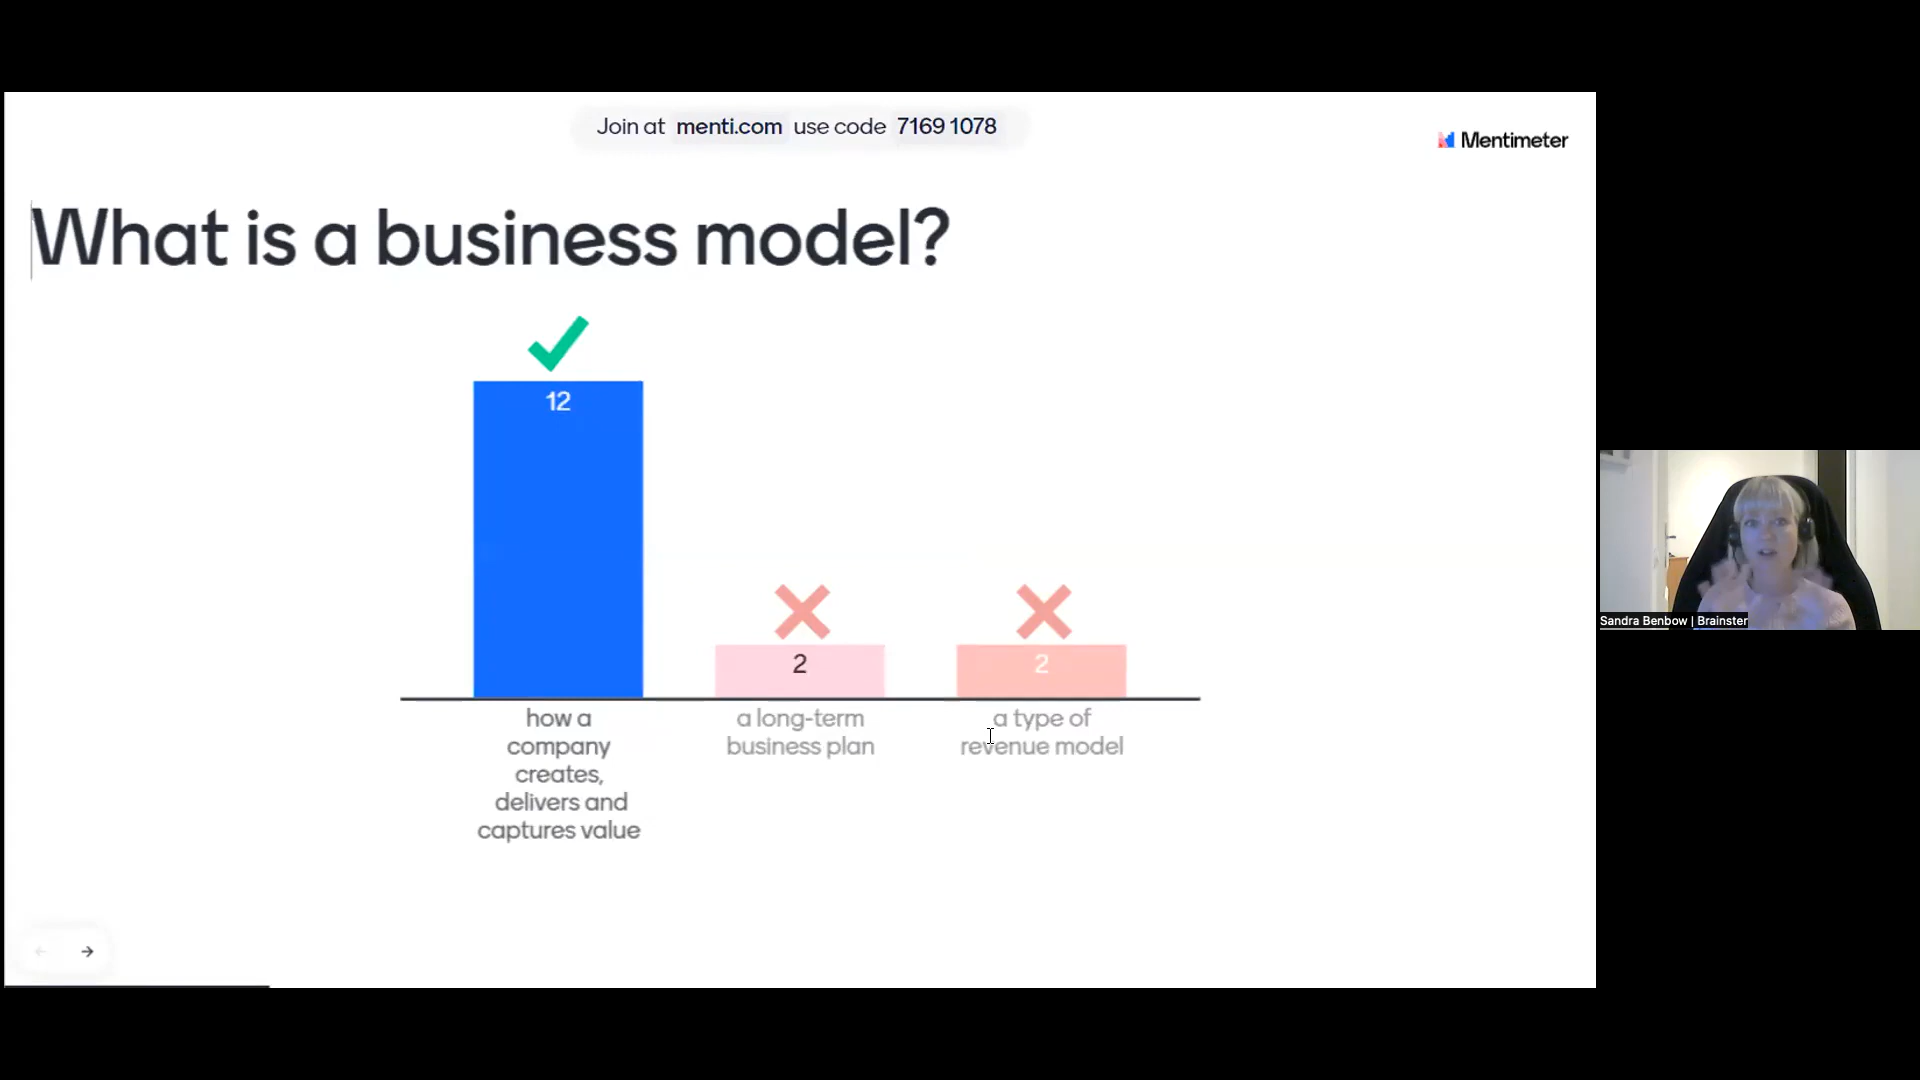 Join at menti.com use code 7169 1078
Mentimeter
What is a business model?
12
2
2
how a
company
creates,
delivers and
captures value
a long-term
business plan
a type of
revenue model
Sandra Benbow | Brainster